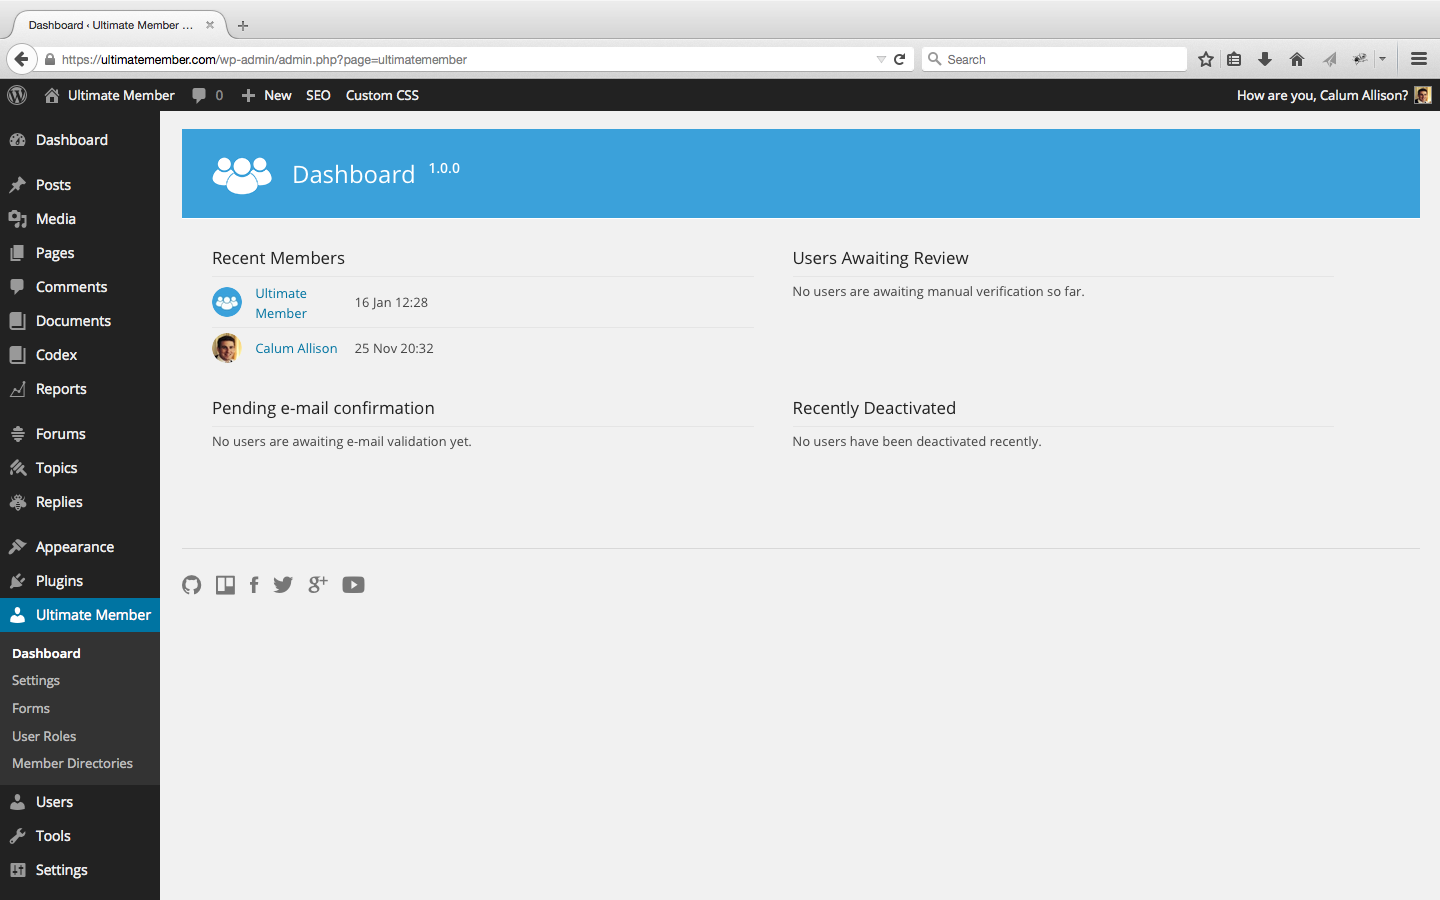 Dashboard ‹ Ultimate Member ...
https://ultimatemember.com/wp-admin/admin.php?page=ultimatemember
Search
Ultimate Member
0
New
SEO
Custom CSS
How are you, Calum Allison?
Dashboard
Posts
Media
Pages
Comments
Documents
Codex
Reports
Forums
Topics
Replies
Appearance
Plugins
Ultimate Member
Dashboard
Settings
Forms
User Roles
Member Directories
Users
Tools
Settings
Dashboard 1.0.0
Recent Members
Ultimate
Member
16 Jan 12:28
Calum Allison 25 Nov 20:32
Users Awaiting Review
No users are awaiting manual verification so far.
Pending e-mail confirmation
No users are awaiting e-mail validation yet.
Recently Deactivated
No users have been deactivated recently.